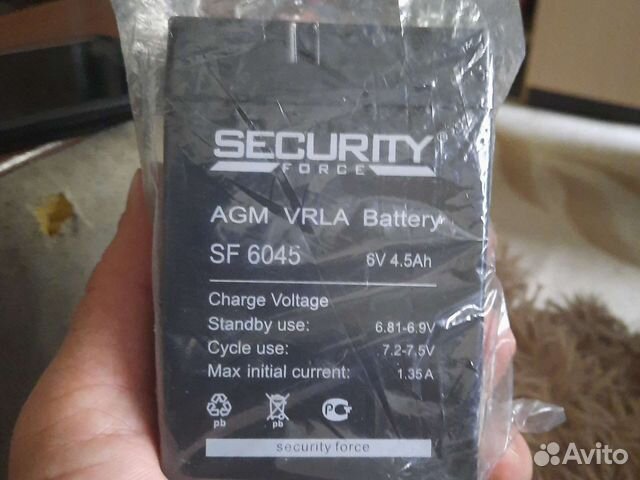 SECURITY
FORCE
AGM VRLA Battery
SF 6045 6V 4.5Ah
Charge Voltage
Standby use: 6.81-6.9V
Cycle use: 7.2-7.5V
Max initial current: 1.35A
pb pb PC
security force
Avito